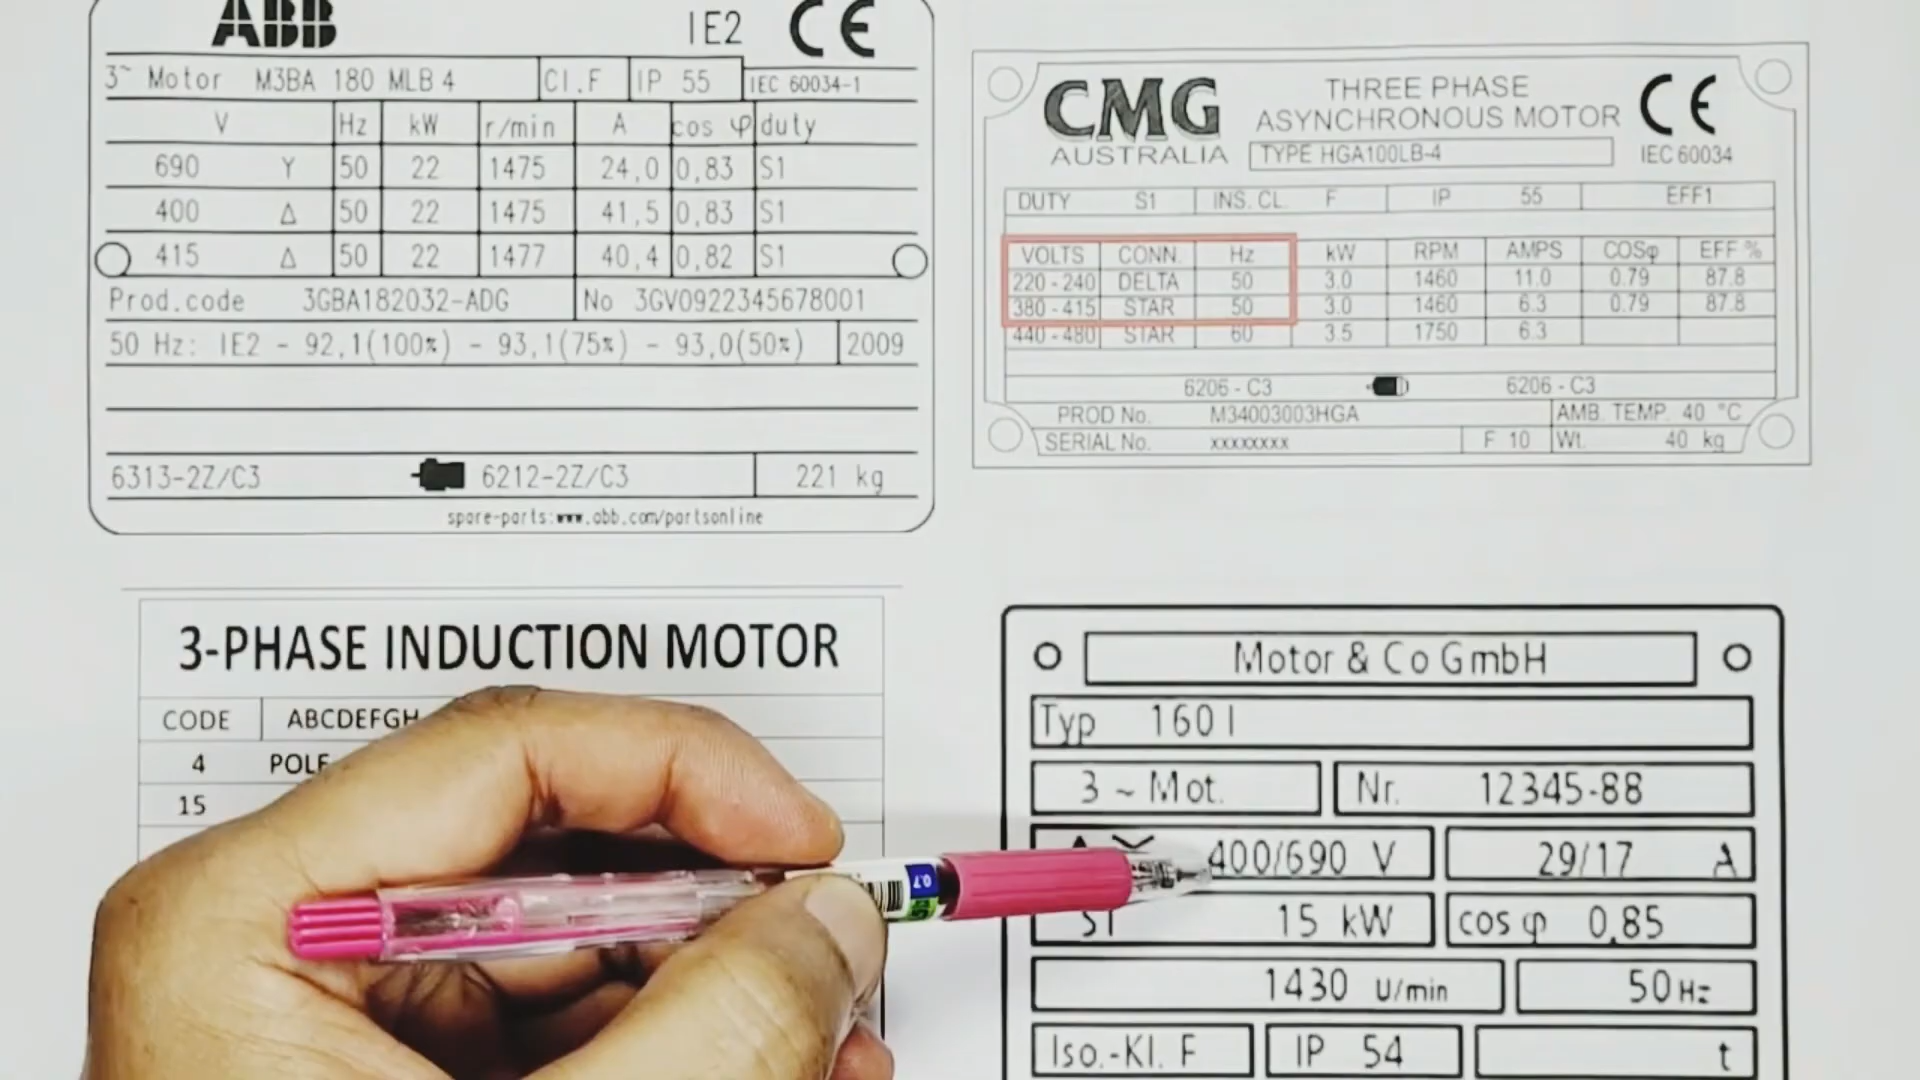 ABB IE2 CE
3~ Motor M3BA 180 MLB 4 Cl.F IP 55 IEC 60034-1
V Hz kW r/min A cos φ duty
690 Y 50 22 1475 24,0 0,83 S1
400 Δ 50 22 1475 41,5 0,83 S1
415 Δ 50 22 1477 40,4 0,82 S1
Prod.code 3GBA182032-ADG No 3GV0922345678001
50 Hz: IE2 - 92,1(100%) - 93,1(75%) - 93,0(50%) 2009
6313-2Z/C3 6212-2Z/C3 221 kg
spare-parts:www.abb.com/partsonline
CMG THREE PHASE CE
AUSTRALIA ASYNCHRONOUS MOTOR
TYPE HGA100LB-4 IEC 60034
DUTY S1 INS. CL. F IP 55 EFF1
VOLTS CONN. Hz kW RPM AMPS COSφ EFF %
220 - 240 DELTA 50 3.0 1460 11.0 0.79 87.8
380 - 415 STAR 50 3.0 1460 6.3 0.79 87.8
440 - 480 STAR 60 3.5 1750 6.3
6206 - C3 6206 - C3
PROD No. M34003003HGA AMB. TEMP. 40 °C
SERIAL No. xxxxxxxx F 10 Wt. 40 kg
3-PHASE INDUCTION MOTOR
CODE ABCDEFGH
4 POLE
15
0.7
Motor & Co GmbH
Typ 160 l
3 ~ Mot. Nr. 12345-88
400/690 V 29/17 A
S1 15 kW cos φ 0,85
1430 U/min 50 Hz
Iso.-Kl. F IP 54 t